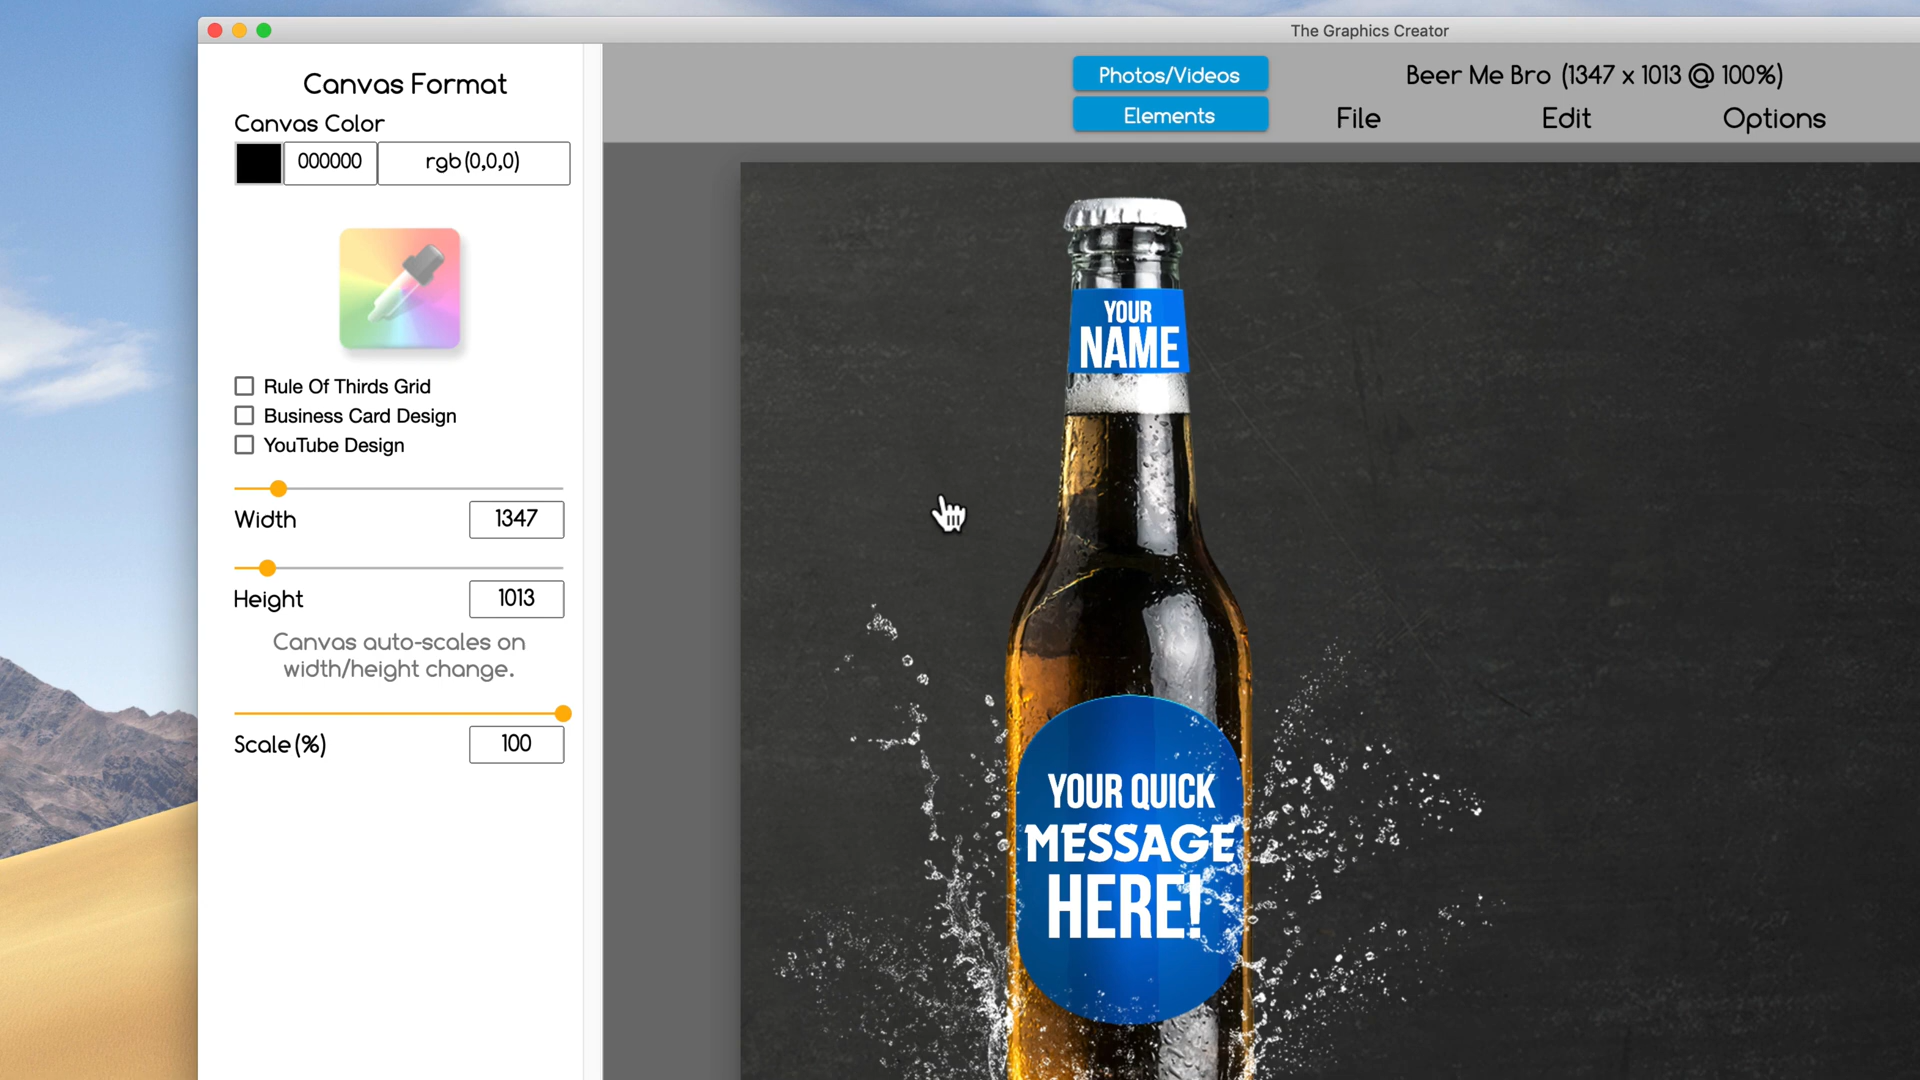 The Graphics Creator
Canvas Format
Canvas Color
000000
rgb(0,0,0)
Rule Of Thirds Grid
Business Card Design
YouTube Design
Width
1347
Height
1013
Canvas auto-scales on
width/height change.
Scale(%)
100
Photos/Videos
Elements
Beer Me Bro (1347 x 1013 @ 100%)
File
Edit
Options
YOUR
NAME
YOUR QUICK
MESSAGE
HERE!